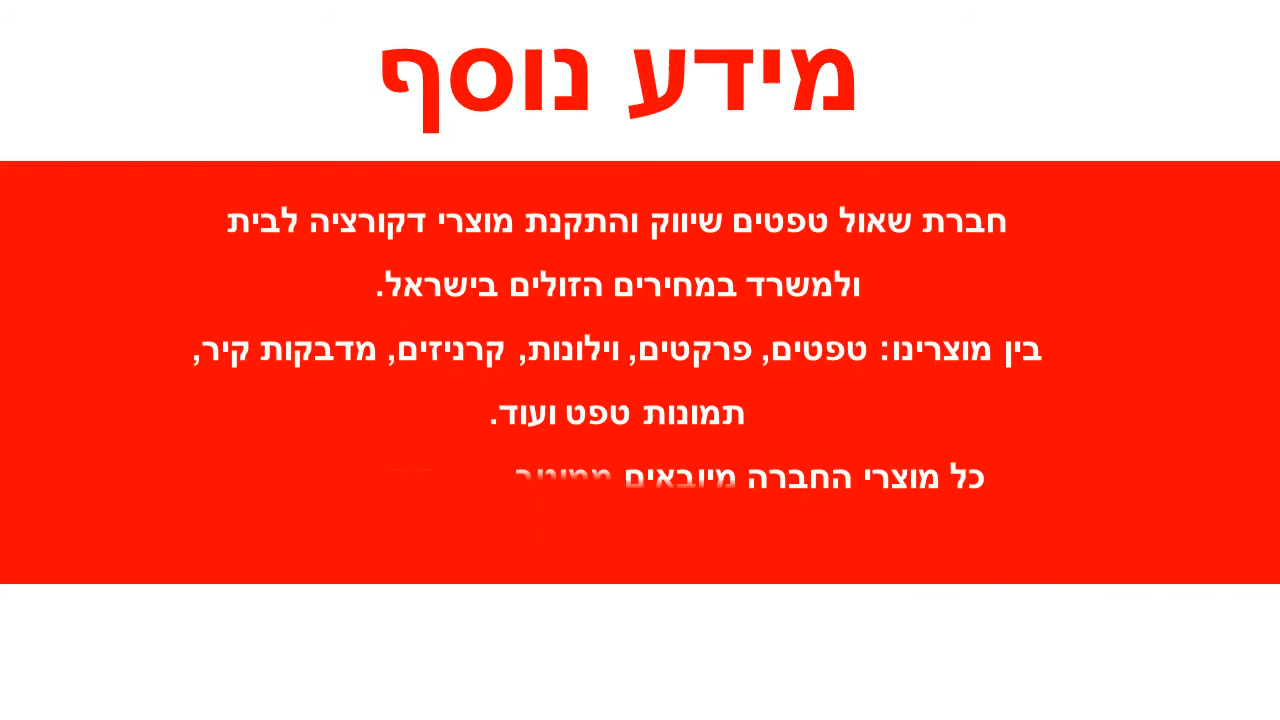 מידע נוסף
חברת שאול טפטים שיווק והתקנת מוצרי דקורציה לבית
ולמשרד במחירים הזולים בישראל.
בין מוצרינו: טפטים, פרקטים, וילונות, קרניזים, מדבקות קיר,
תמונות טפט ועוד.
כל מוצרי החברה מיובאים